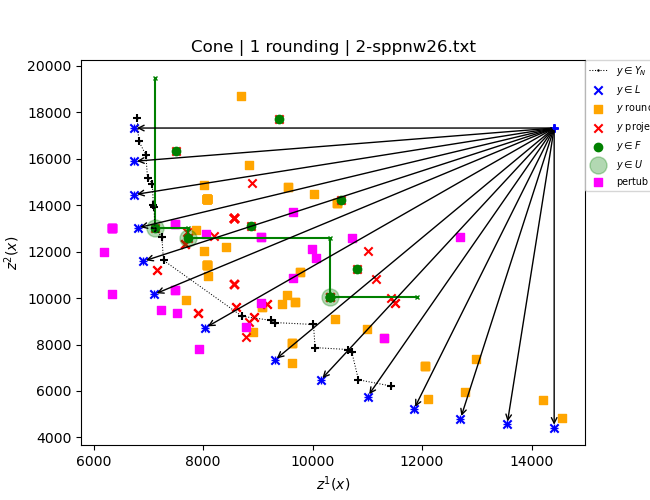 Cone | 1 rounding | 2-sppnw26.txt
20000
18000
16000
14000
12000
10000
8000
6000
4000
z²(x)
6000
8000
10000
12000
14000
z¹(x)
y ∈ Y_N
y ∈ L
y roun
y proje
y ∈ F
y ∈ U
pertub